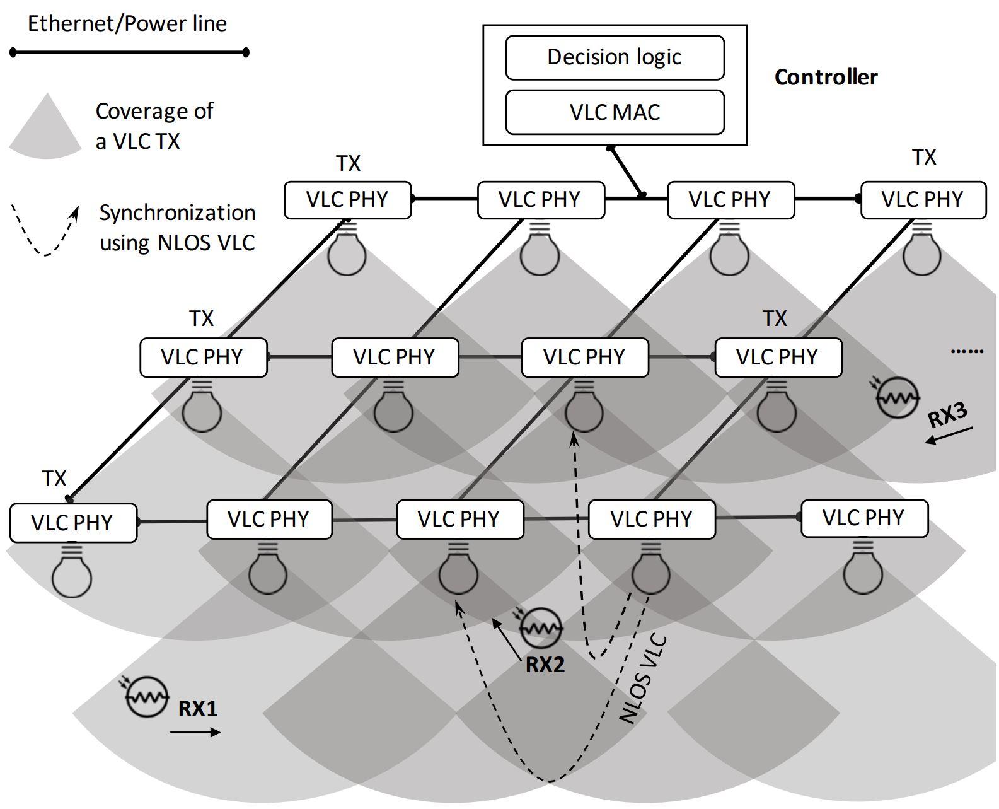 Ethernet/Power line
Coverage of
a VLC TX
Synchronization
using NLOS VLC
Decision logic
VLC MAC
Controller
TX
TX
VLC PHY
VLC PHY
VLC PHY
VLC PHY
TX
TX
VLC PHY
VLC PHY
VLC PHY
VLC PHY
......
RX3
TX
VLC PHY
VLC PHY
VLC PHY
VLC PHY
VLC PHY
RX2
NLOS VLC
RX1